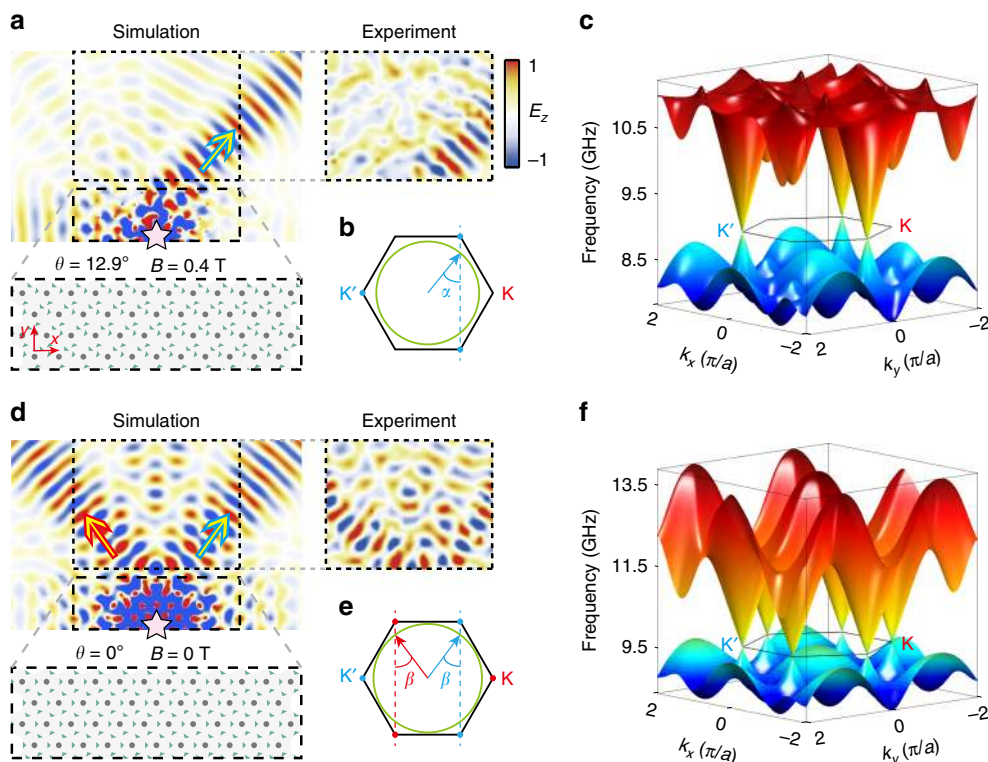 a
Simulation
Experiment
1
E_z
−1
θ = 12.9° B = 0.4 T
y
x
b
K′
K
α
c
Frequency (GHz)
10.5
9.5
8.5
K′
K
2
0
−2
k_x (π/a)
2
0
−2
k_y (π/a)
d
Simulation
Experiment
θ = 0° B = 0 T
e
K′
K
β
β
f
Frequency (GHz)
13.5
11.5
9.5
K′
K
2
0
−2
k_x (π/a)
2
0
−2
k_y (π/a)